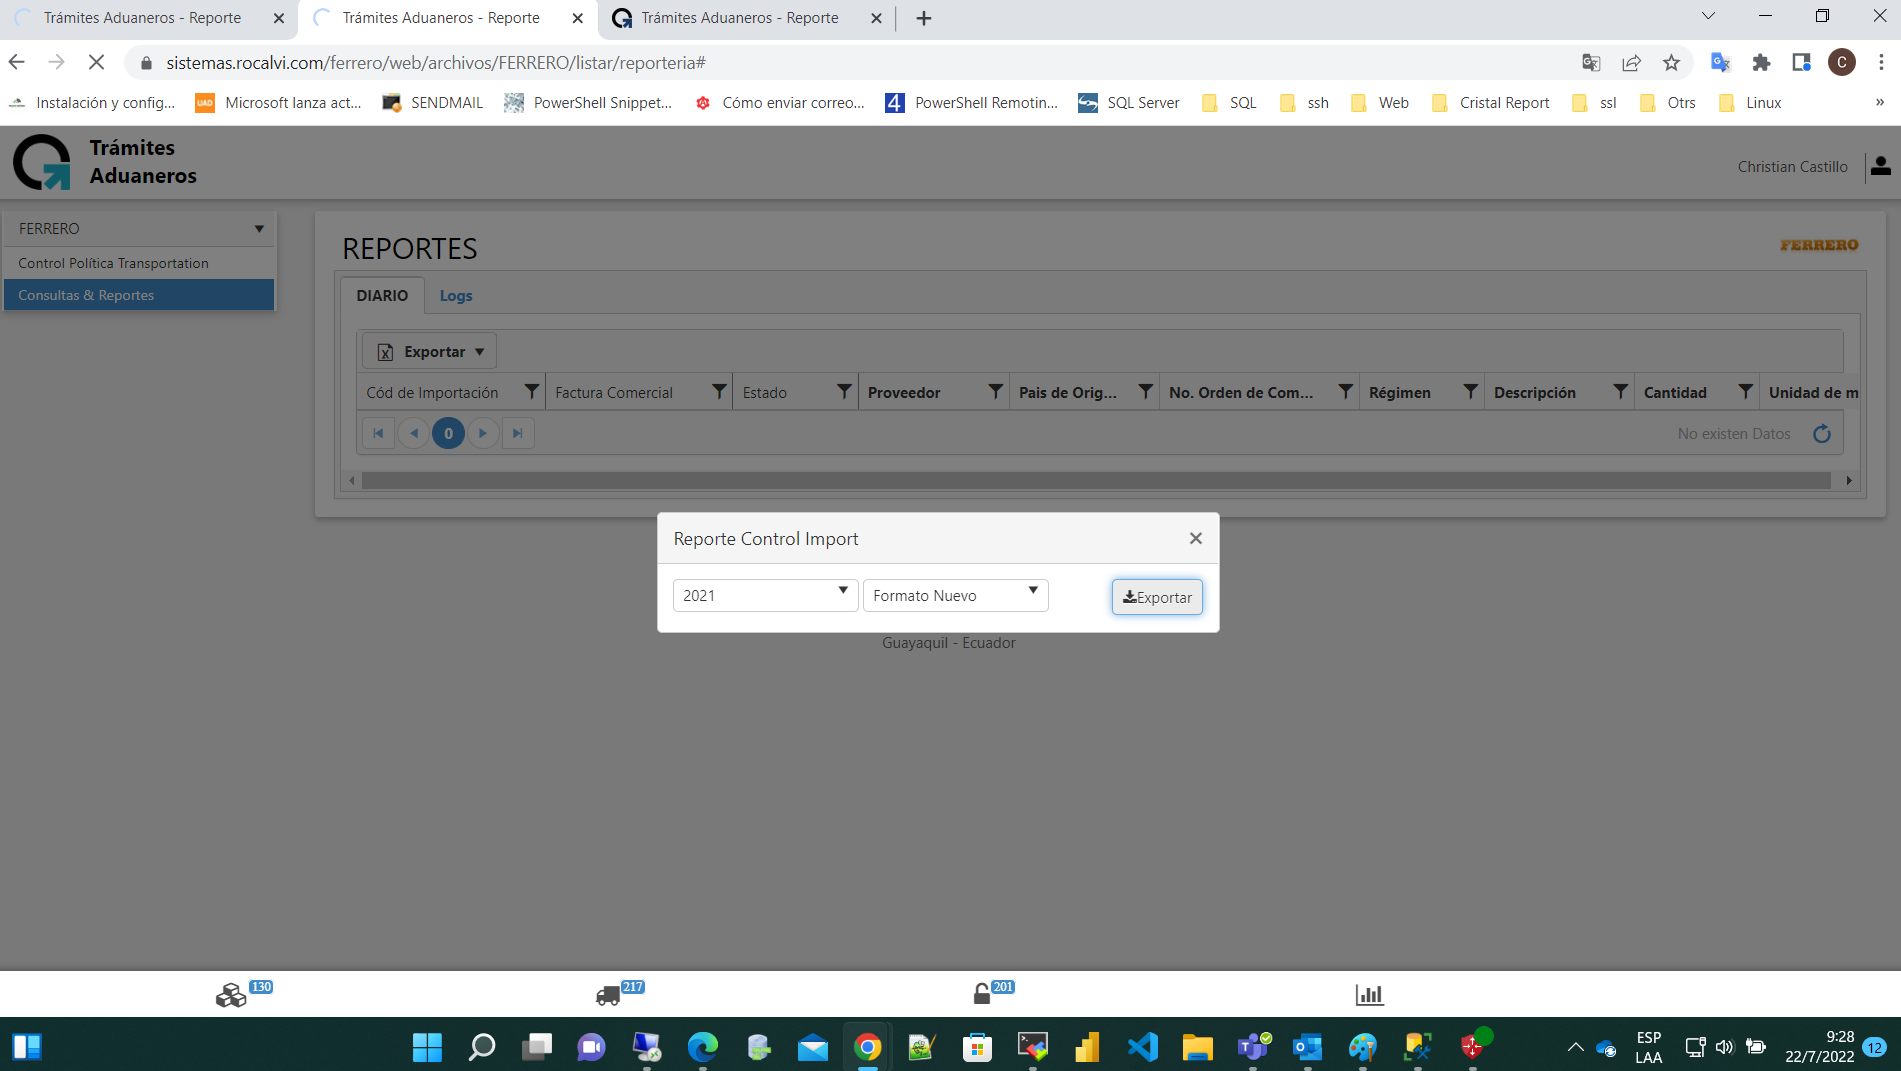 Trámites Aduaneros - Reporte
Trámites Aduaneros - Reporte
Trámites Aduaneros - Reporte
sistemas.rocalvi.com/ferrero/web/archivos/FERRERO/listar/reporteria#
C
Instalación y config...
UAD
Microsoft lanza act...
SENDMAIL
PowerShell Snippet...
Cómo enviar correo...
4
PowerShell Remotin...
SQL Server
SQL
ssh
Web
Cristal Report
ssl
Otrs
Linux
»
Trámites
Aduaneros
Christian Castillo
FERRERO
Control Política Transportation
Consultas & Reportes
REPORTES
FERRERO
DIARIO
Logs
Exportar
Cód de Importación
Factura Comercial
Estado
Proveedor
Pais de Orig...
No. Orden de Com...
Régimen
Descripción
Cantidad
Unidad de m
0
No existen Datos
Reporte Control Import
2021
Formato Nuevo
Exportar
Guayaquil - Ecuador
130
217
201
ESP
LAA
9:28
22/7/2022
12